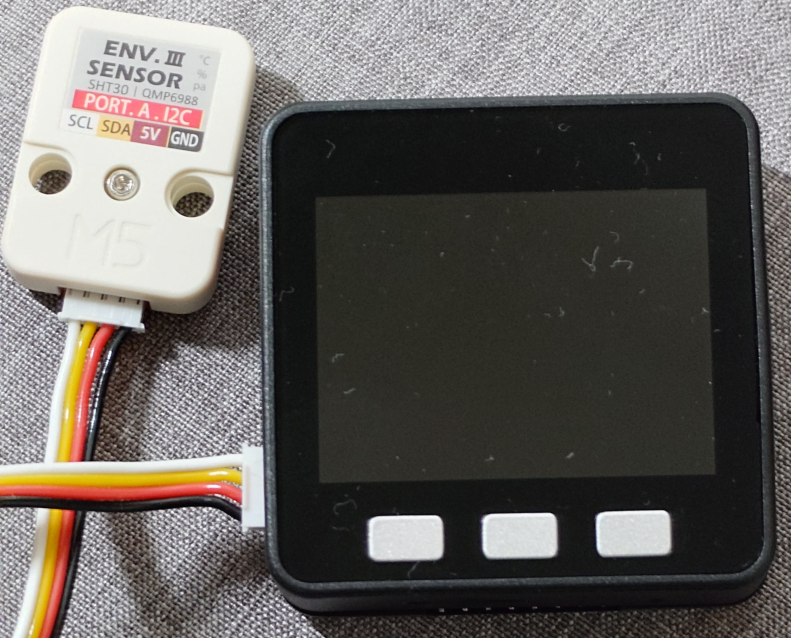 ENV. III
SENSOR
°C
%
pa
SHT30 | QMP6988
PORT. A . I2C
SCL SDA 5V GND
M5